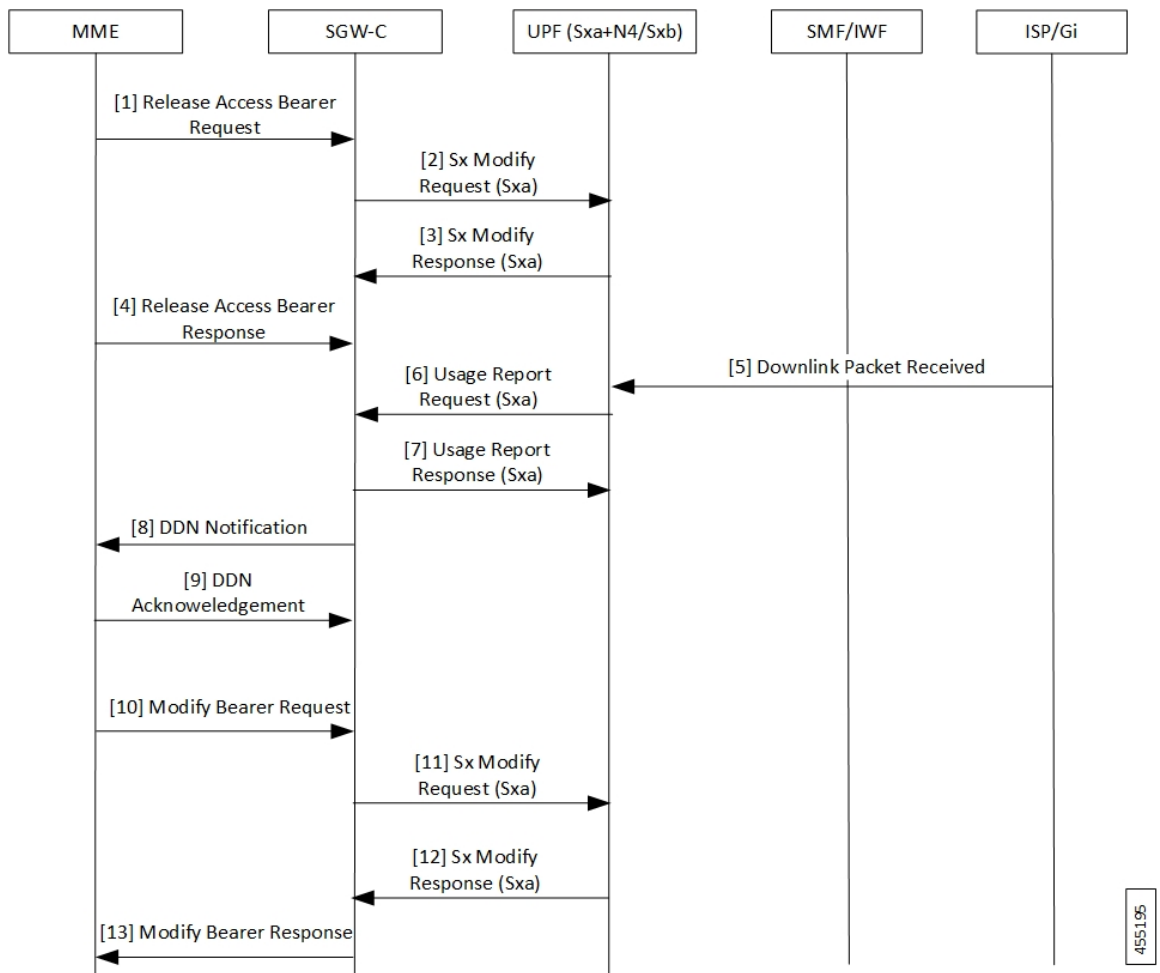 MME
SGW-C
UPF (Sxa+N4/Sxb)
SMF/IWF
ISP/Gi
[1] Release Access Bearer
Request
[2] Sx Modify
Request (Sxa)
[3] Sx Modify
Response (Sxa)
[4] Release Access Bearer
Response
[5] Downlink Packet Received
[6] Usage Report
Request (Sxa)
[7] Usage Report
Response (Sxa)
[8] DDN Notification
[9] DDN
Acknoweledgement
[10] Modify Bearer Request
[11] Sx Modify
Request (Sxa)
[12] Sx Modify
Response (Sxa)
[13] Modify Bearer Response
455195